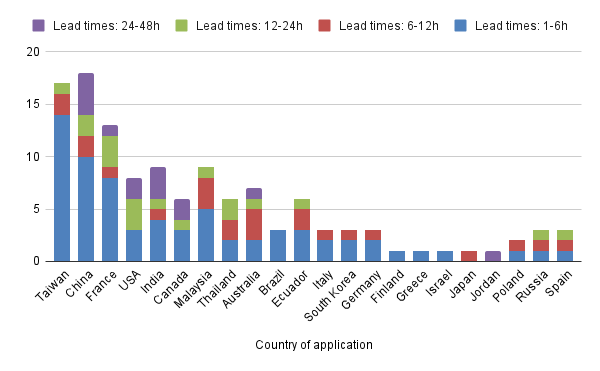 Lead times: 24-48h Lead times: 12-24h Lead times: 6-12h Lead times: 1-6h
20
15
10
5
0
Taiwan China France USA India Canada Malaysia Thailand Australia Brazil Ecuador Italy South Korea Germany Finland Greece Israel Japan Jordan Poland Russia Spain
Country of application